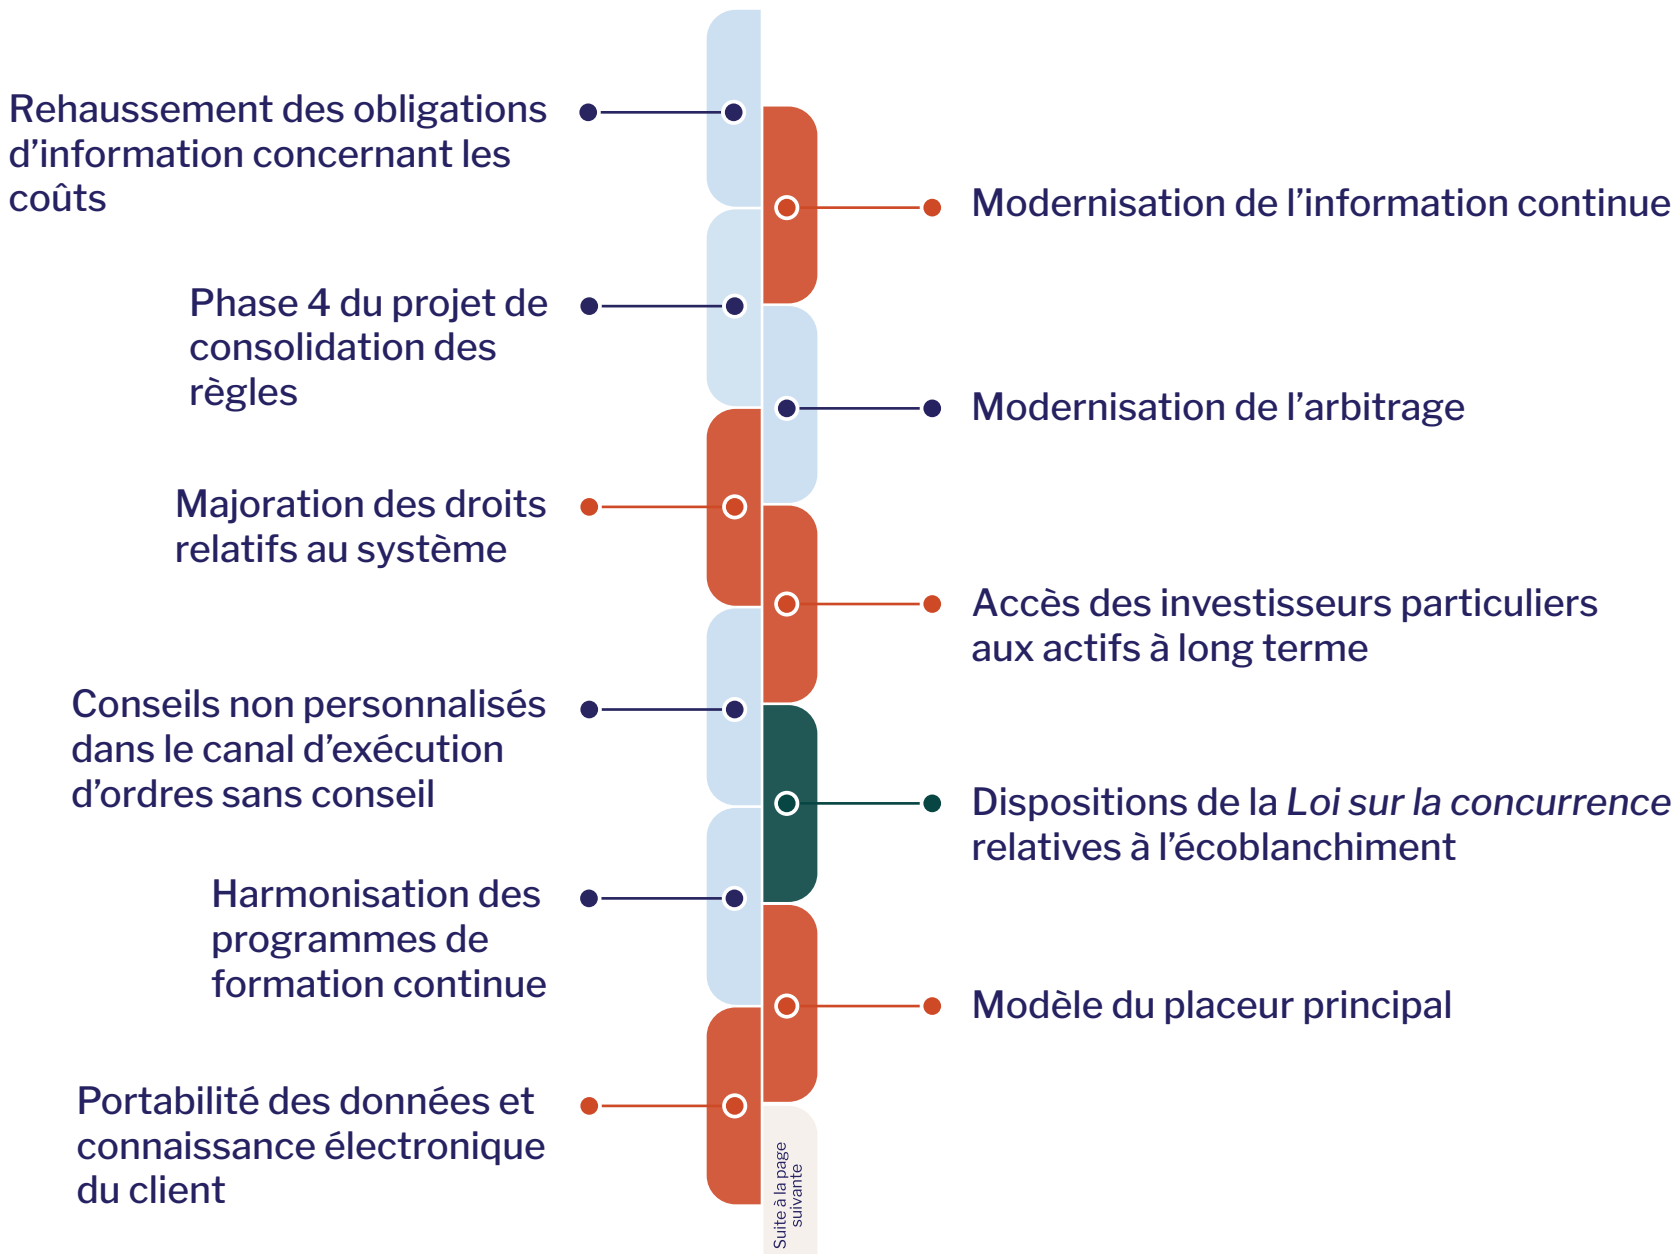 Rehaussement des obligations
d’information concernant les
coûts
Modernisation de l’information continue
Phase 4 du projet de
consolidation des
règles
Modernisation de l’arbitrage
Majoration des droits
relatifs au système
Accès des investisseurs particuliers
aux actifs à long terme
Conseils non personnalisés
dans le canal d’exécution
d’ordres sans conseil
Dispositions de la Loi sur la concurrence
relatives à l’écoblanchiment
Harmonisation des
programmes de
formation continue
Modèle du placeur principal
Portabilité des données et
connaissance électronique
du client
Suite à la page
suivante